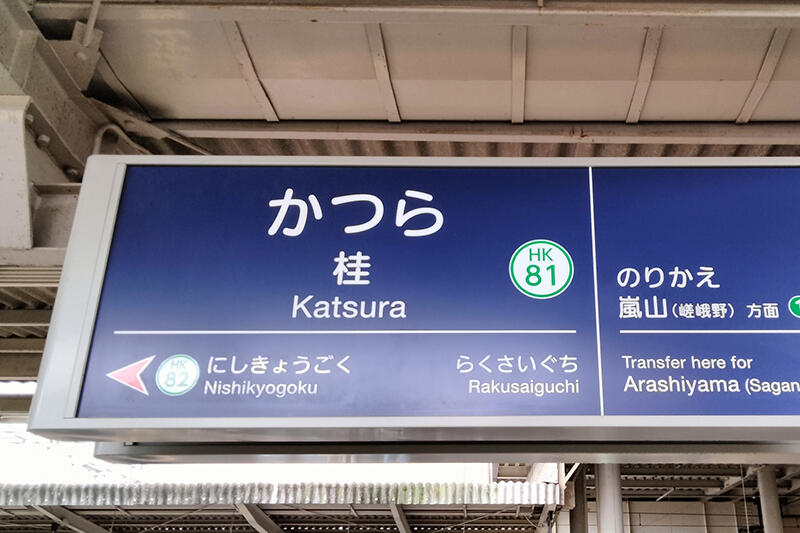 かつら
桂
Katsura
HK
81
HK
82
にしきょうごく
Nishikyogoku
らくさいぐち
Rakusaiguchi
のりかえ
嵐山(嵯峨野) 方面
Transfer here for
Arashiyama (Sagan